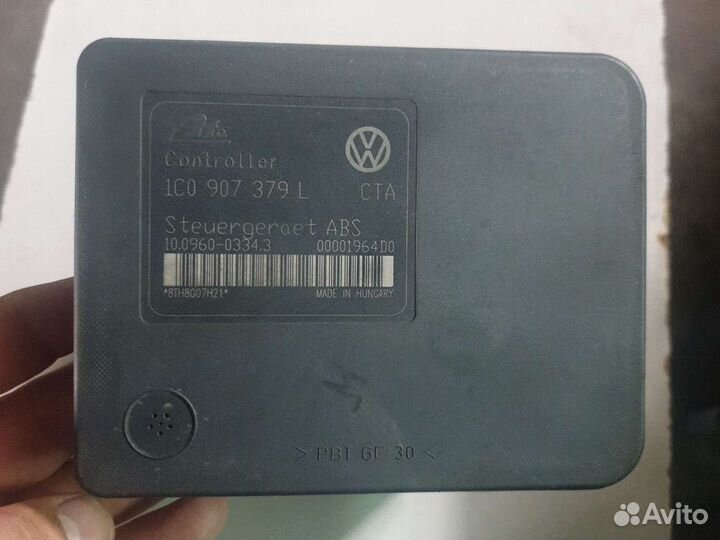 Ate
Controller
1C0 907 379 L CTA
Steuergeraet ABS
10.0960-0334.3 00001964D0
*8TH8G07H21* MADE IN HUNGARY
> PBT GF 30 <
Avito